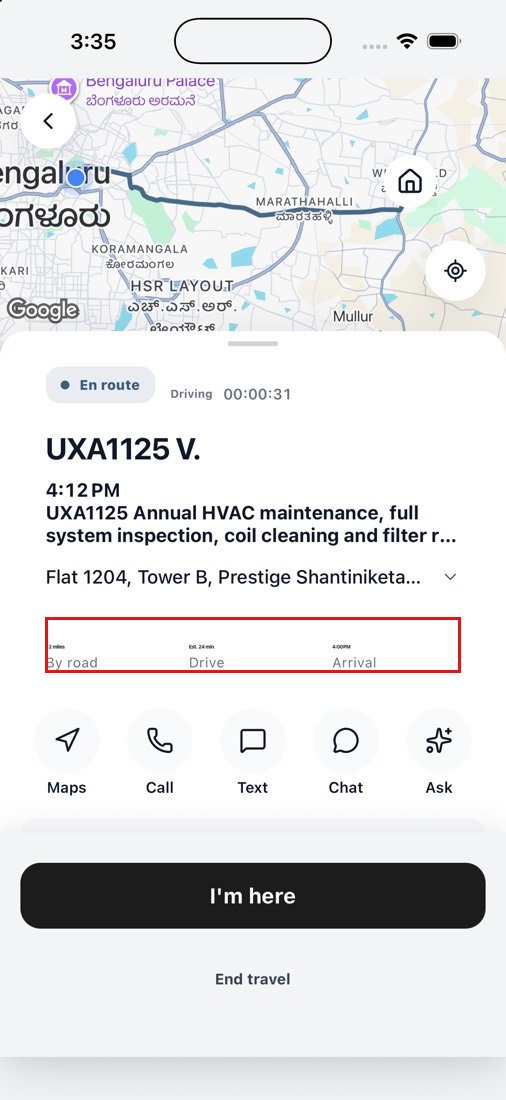 3:35
Bengaluru Palace
ಬೆಂಗಳೂರು ಅರಮನೆ
MARATHAHALLI
ಮಾರತಹಳ್ಳಿ
KORAMANGALA
ಕೋರಮಂಗಲ
HSR LAYOUT
ಎಚ್.ಎಸ್.ಆರ್.
Mullur
Google
En route
Driving 00:00:31
UXA1125 V.
4:12 PM
UXA1125 Annual HVAC maintenance, full
system inspection, coil cleaning and filter r...
Flat 1204, Tower B, Prestige Shantiniketa...
2 miles Est. 24 min 4:00 PM
By road Drive Arrival
Maps Call Text Chat Ask
I'm here
End travel